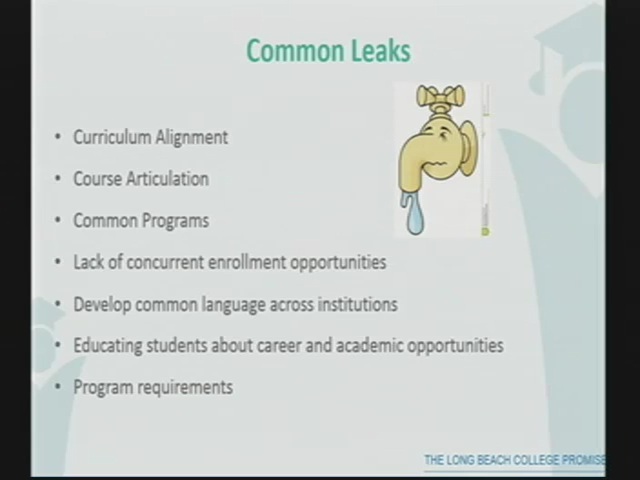 Common Leaks
• Curriculum Alignment
• Course Articulation
• Common Programs
• Lack of concurrent enrollment opportunities
• Develop common language across institutions
• Educating students about career and academic opportunities
• Program requirements
THE LONG BEACH COLLEGE PROMISE